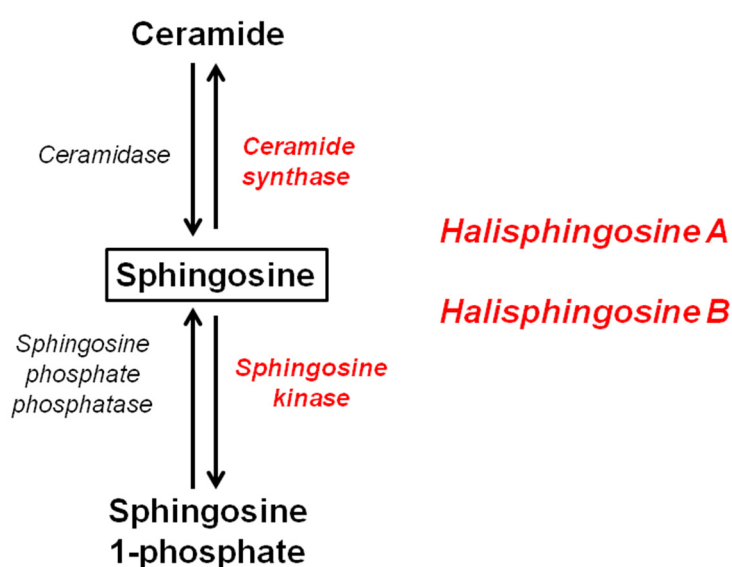 Ceramide
Ceramidase
Ceramide
synthase
Halisphingosine A
Sphingosine
Halisphingosine B
Sphingosine
phosphate
phosphatase
Sphingosine
kinase
Sphingosine
1-phosphate